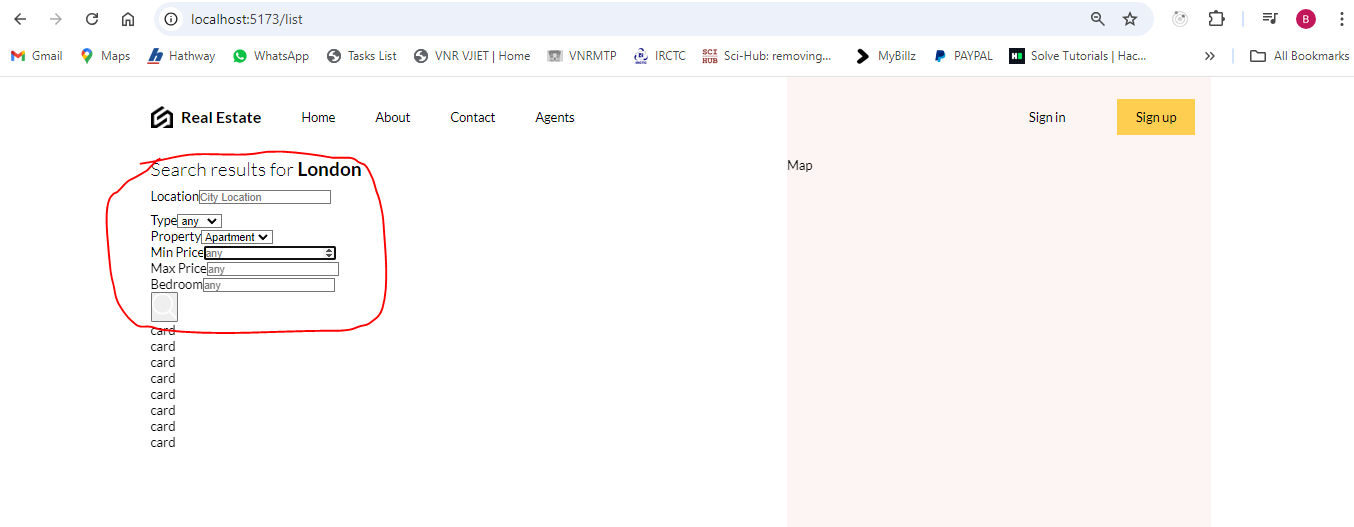 localhost:5173/list
B
Gmail Maps Hathway WhatsApp Tasks List VNR VJIET | Home VNRMTP IRCTC Sci-Hub: removing... MyBillz PAYPAL Solve Tutorials | Hac... All Bookmarks
Real Estate Home About Contact Agents Sign in Sign up
Search results for London
Map
Location City Location
Type any
Property Apartment
Min Price any
Max Price any
Bedroom any
card
card
card
card
card
card
card
card